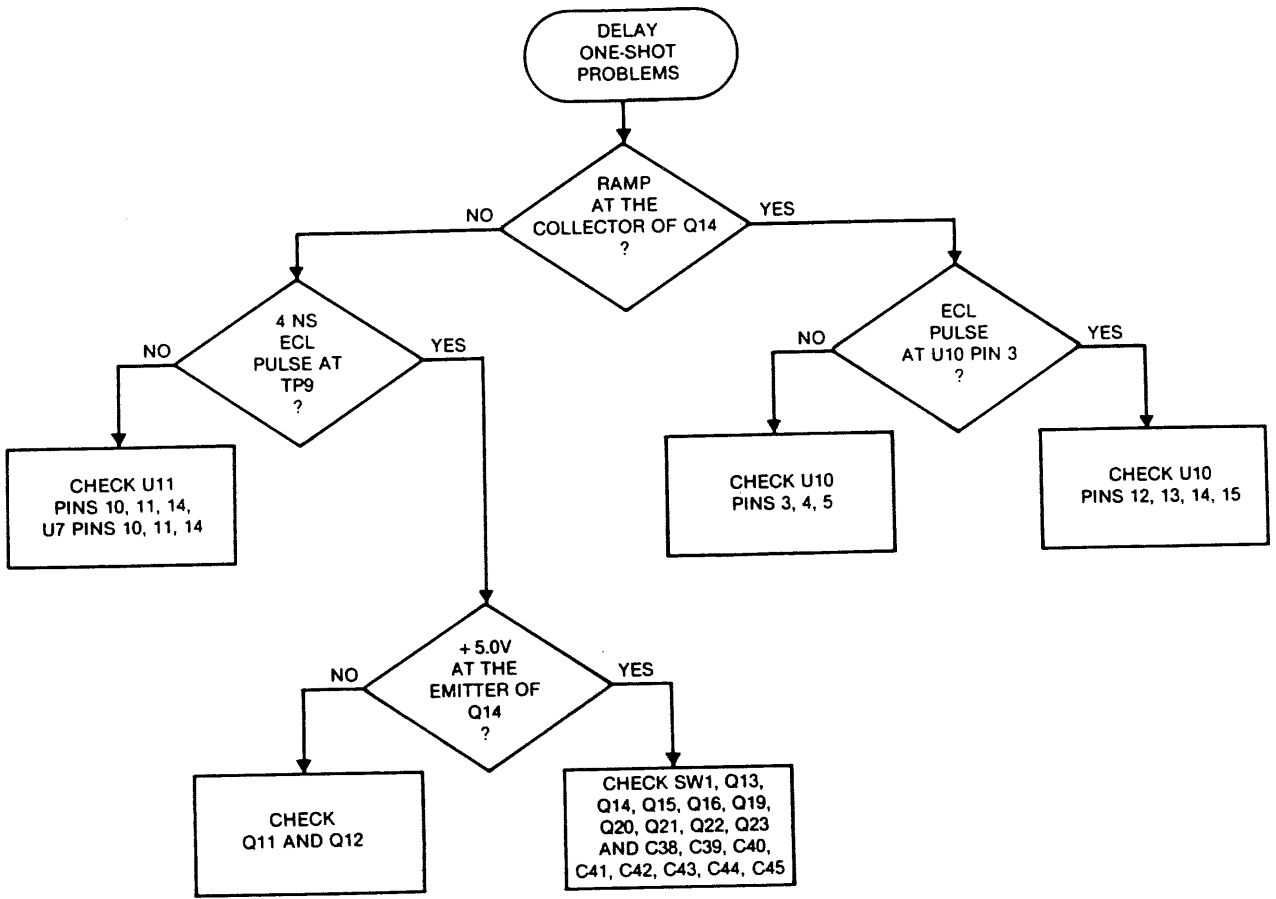 DELAY
ONE-SHOT
PROBLEMS
RAMP
AT THE
COLLECTOR OF Q14
?
NO
YES
4 NS
ECL
PULSE AT
TP9
?
NO
YES
ECL
PULSE
AT U10 PIN 3
?
NO
YES
CHECK U11
PINS 10, 11, 14,
U7 PINS 10, 11, 14
CHECK U10
PINS 3, 4, 5
CHECK U10
PINS 12, 13, 14, 15
+5.0V
AT THE
EMITTER OF
Q14
?
NO
YES
CHECK
Q11 AND Q12
CHECK SW1, Q13,
Q14, Q15, Q16, Q19,
Q20, Q21, Q22, Q23
AND C38, C39, C40,
C41, C42, C43, C44, C45